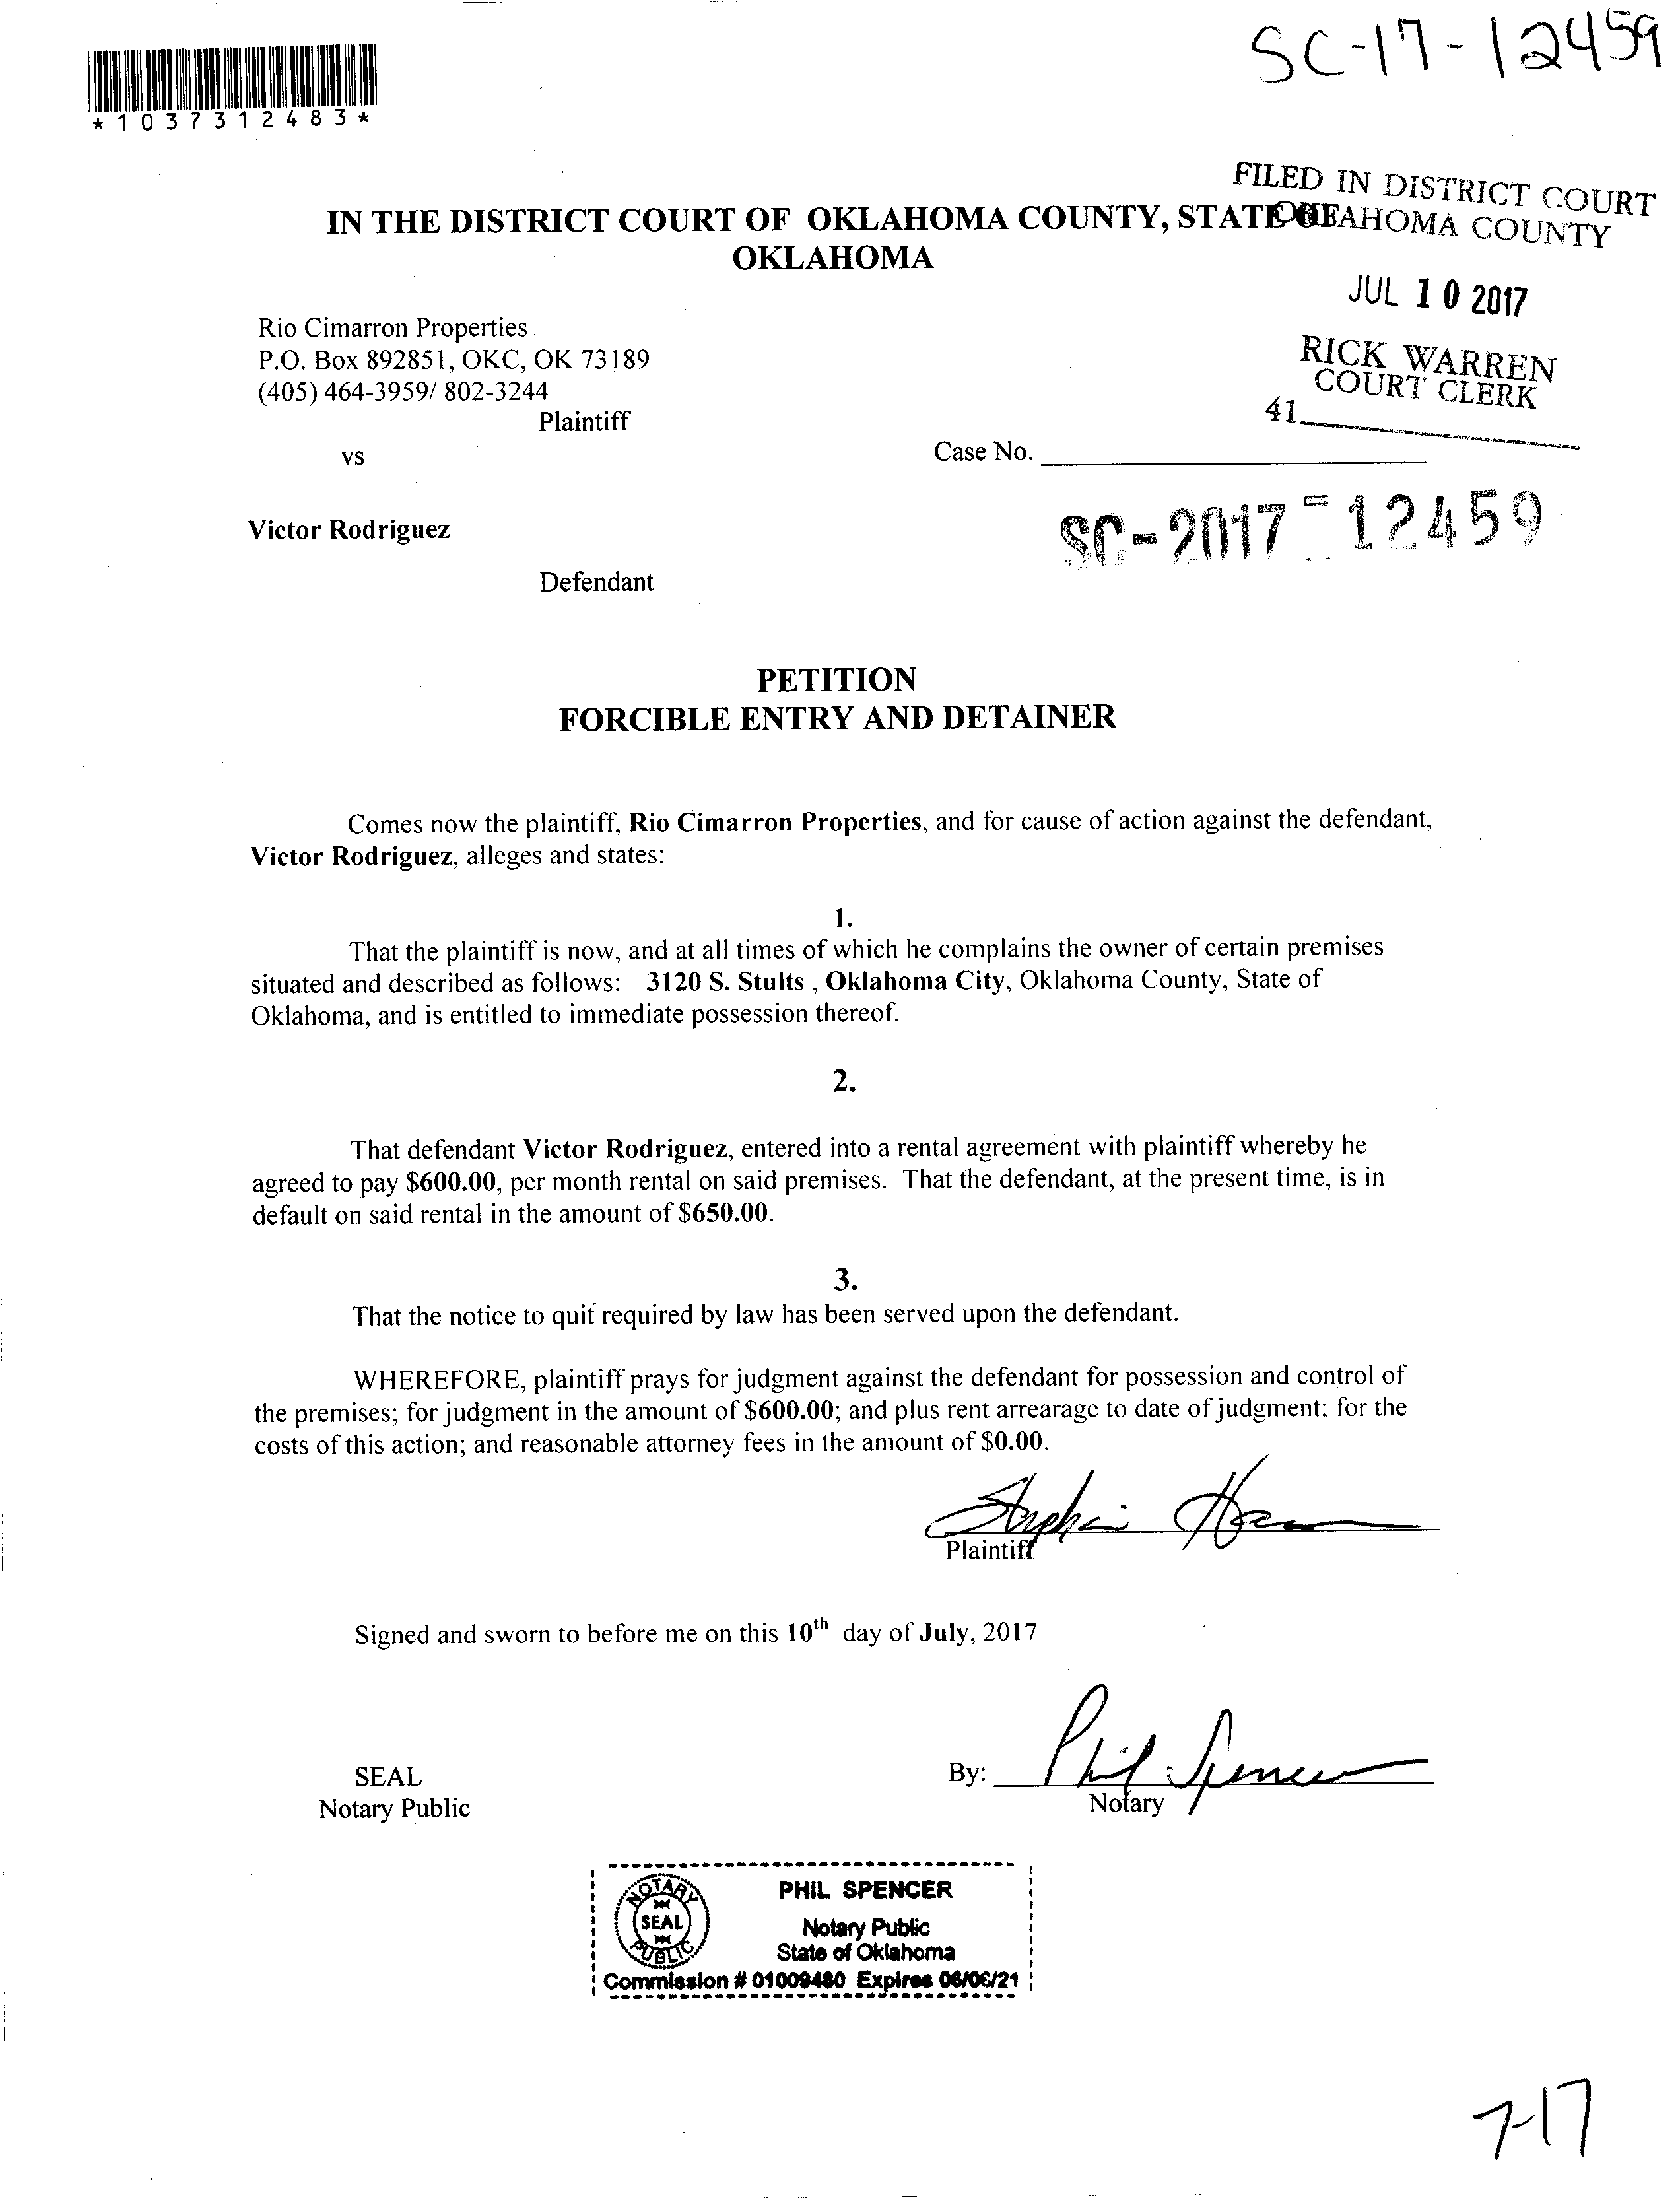 SC-17-12459
*1037312483*
FILED IN DISTRICT COURT
OKLAHOMA COUNTY
IN THE DISTRICT COURT OF OKLAHOMA COUNTY, STATE OF
OKLAHOMA
JUL 10 2017
Rio Cimarron Properties
P.O. Box 892851, OKC, OK 73189
(405) 464-3959/ 802-3244
Plaintiff
RICK WARREN
COURT CLERK
41
vs
Case No.
SC-2017-12459
Victor Rodriguez
Defendant
PETITION
FORCIBLE ENTRY AND DETAINER
Comes now the plaintiff, Rio Cimarron Properties, and for cause of action against the defendant,
Victor Rodriguez, alleges and states:
1.
That the plaintiff is now, and at all times of which he complains the owner of certain premises
situated and described as follows: 3120 S. Stults , Oklahoma City, Oklahoma County, State of
Oklahoma, and is entitled to immediate possession thereof.
2.
That defendant Victor Rodriguez, entered into a rental agreement with plaintiff whereby he
agreed to pay $600.00, per month rental on said premises. That the defendant, at the present time, is in
default on said rental in the amount of $650.00.
3.
That the notice to quit required by law has been served upon the defendant.
WHEREFORE, plaintiff prays for judgment against the defendant for possession and control of
the premises; for judgment in the amount of $600.00; and plus rent arrearage to date of judgment; for the
costs of this action; and reasonable attorney fees in the amount of $0.00.
Plaintiff
Signed and sworn to before me on this 10th day of July, 2017
SEAL
Notary Public
By: Phil Spencer
Notary
NOTARY
SEAL
PUBLIC
PHIL SPENCER
Notary Public
State of Oklahoma
Commission # 01009480 Expires 06/06/21
7-17